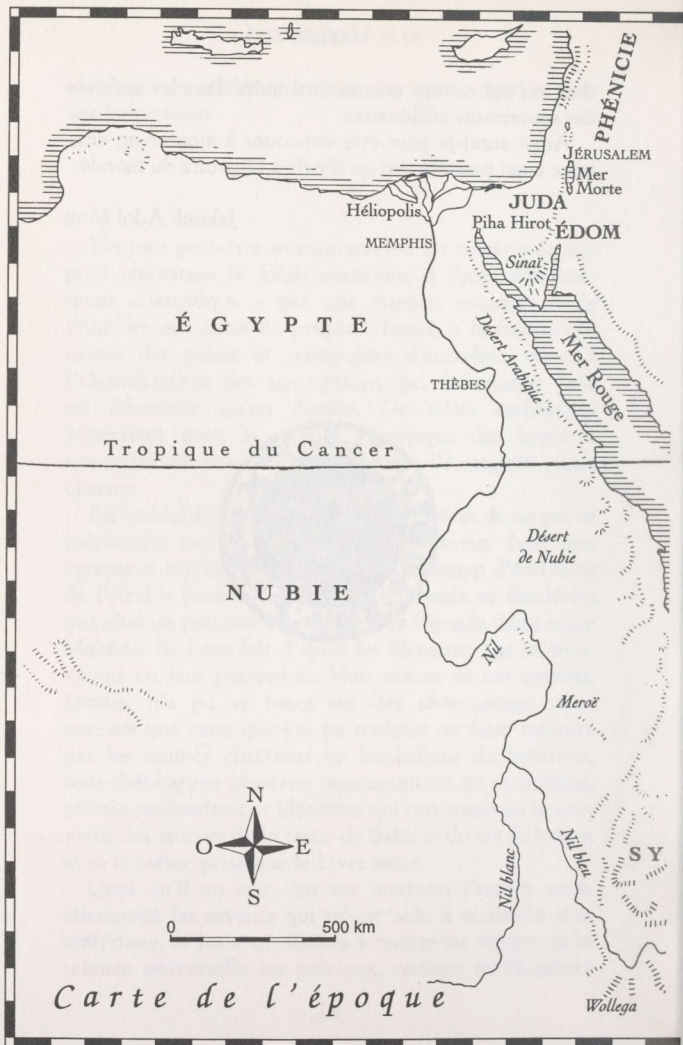 PHÉNICIE
JÉRUSALEM
Mer
Morte
JUDA
Héliopolis
Piha Hirot
ÉDOM
MEMPHIS
Sinaï
ÉGYPTE
Désert Arabique
Mer Rouge
THÈBES
Tropique du Cancer
Désert
de Nubie
NUBIE
Nil
Meroë
N
O E
S
SY
Nil blanc
Nil bleu
0 500 km
Carte de l'époque
Wollega